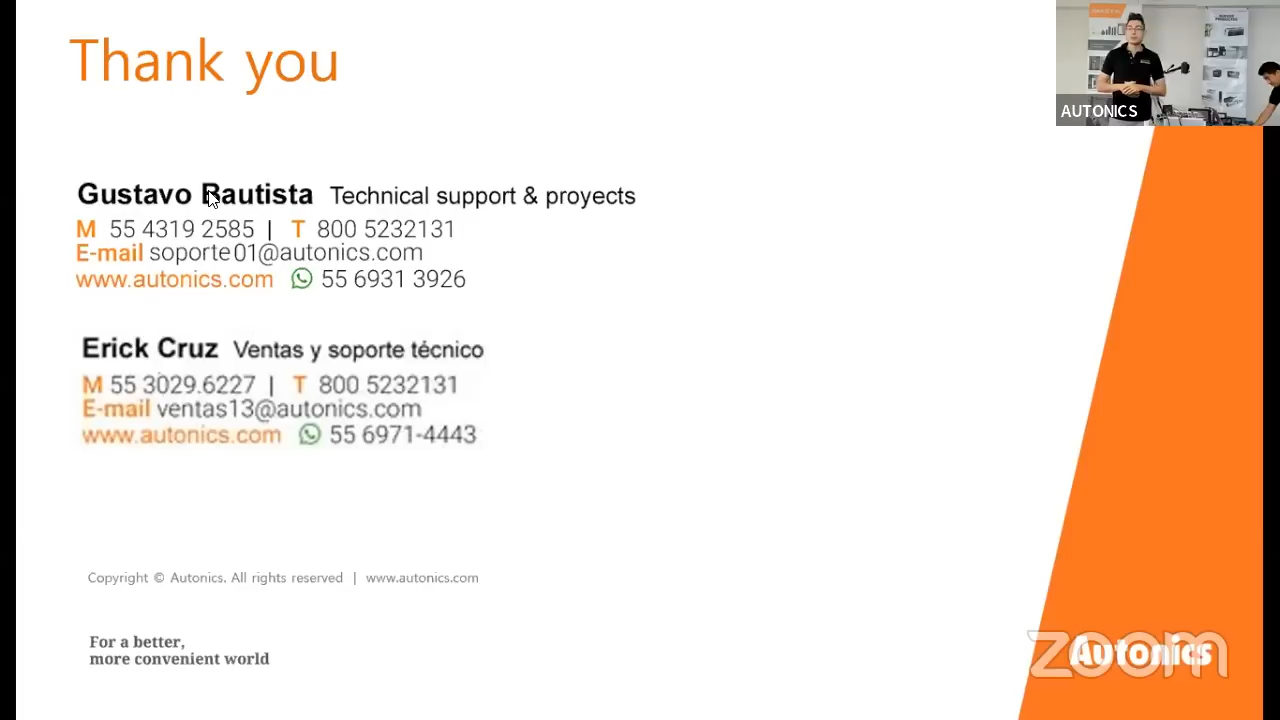 Thank you
AUTONICS
Gustavo Bautista Technical support & proyects
M 55 4319 2585 | T 800 5232131
E-mail soporte01@autonics.com
www.autonics.com 55 6931 3926
Erick Cruz Ventas y soporte técnico
M 55 3029.6227 | T 800 5232131
E-mail ventas13@autonics.com
www.autonics.com 55 6971-4443
Copyright © Autonics. All rights reserved | www.autonics.com
For a better,
more convenient world
zoom
Autonics